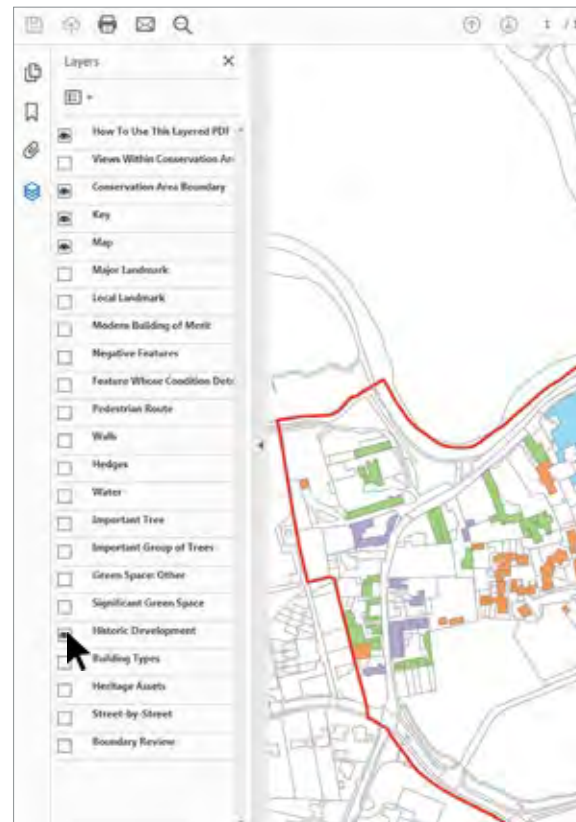 1 /
Layers
How To Use This Layered PDF
Views Within Conservation
Conservation Area Boundary
Key
Map
Major Landmark
Local Landmark
Modern Building of Merit
Negative Features
Feature Whose Condition
Pedestrian Route
Walls
Hedges
Water
Important Tree
Important Group of Trees
Green Space: Other
Significant Green Space
Historic Development
Building Types
Heritage Assets
Street-by-Street
Boundary Review